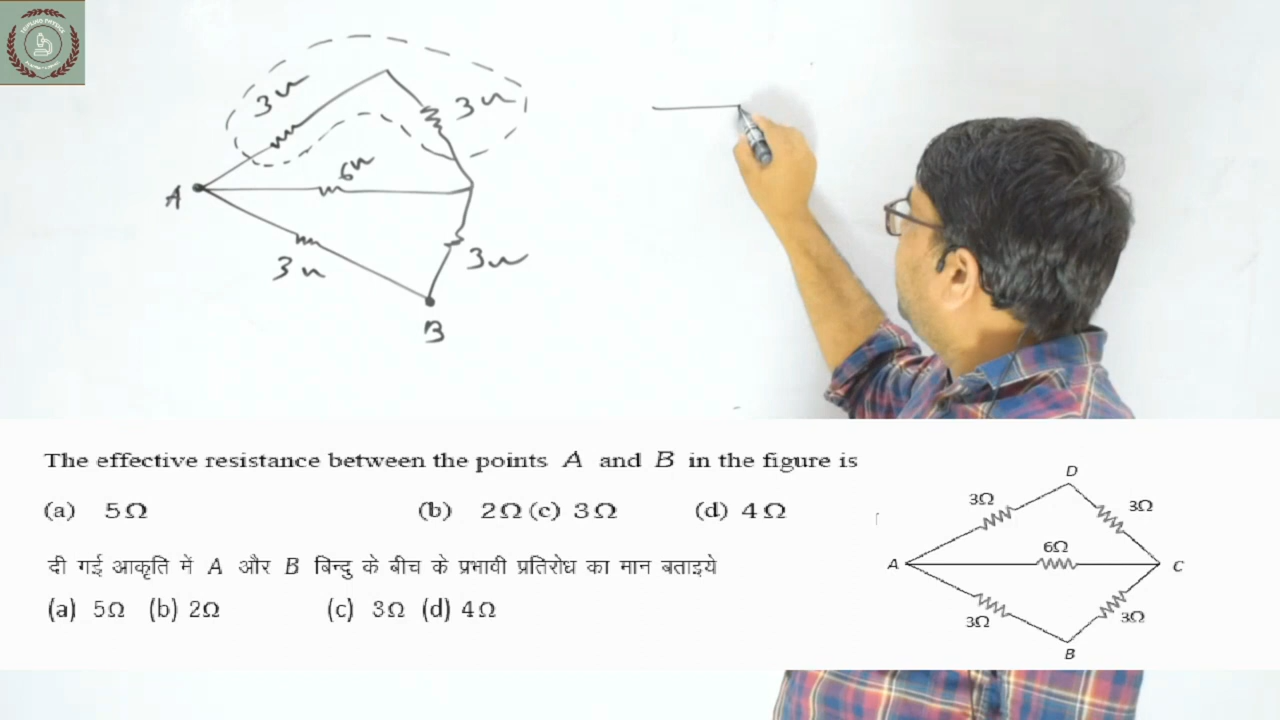 3Ω
3Ω
6Ω
A
3Ω
3Ω
B
The effective resistance between the points A and B in the figure is
(a) 5Ω (b) 2Ω (c) 3Ω (d) 4Ω
दी गई आकृति में A और B बिन्दु के बीच के प्रभावी प्रतिरोध का मान बताइये
(a) 5Ω (b) 2Ω (c) 3Ω (d) 4Ω
D
3Ω
3Ω
6Ω
A
C
3Ω
3Ω
B